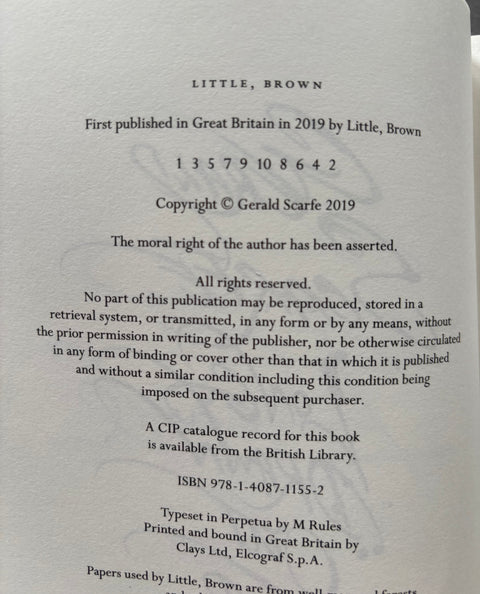 LITTLE, BROWN
First published in Great Britain in 2019 by Little, Brown
1 3 5 7 9 10 8 6 4 2
Copyright © Gerald Scarfe 2019
The moral right of the author has been asserted.
All rights reserved.
No part of this publication may be reproduced, stored in a
retrieval system, or transmitted, in any form or by any means, without
the prior permission in writing of the publisher, nor be otherwise circulated
in any form of binding or cover other than that in which it is published
and without a similar condition including this condition being
imposed on the subsequent purchaser.
A CIP catalogue record for this book
is available from the British Library.
ISBN 978-1-4087-1155-2
Typeset in Perpetua by M Rules
Printed and bound in Great Britain by
Clays Ltd, Elcograf S.p.A.
Papers used by Little, Brown are from